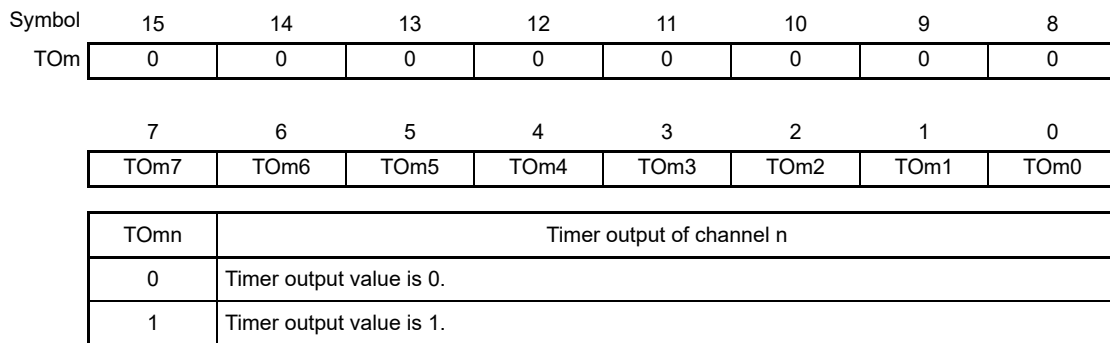 Symbol 15 14 13 12 11 10 9 8
TOm 0 0 0 0 0 0 0 0
7 6 5 4 3 2 1 0
TOm7 TOm6 TOm5 TOm4 TOm3 TOm2 TOm1 TOm0
TOmn Timer output of channel n
0 Timer output value is 0.
1 Timer output value is 1.